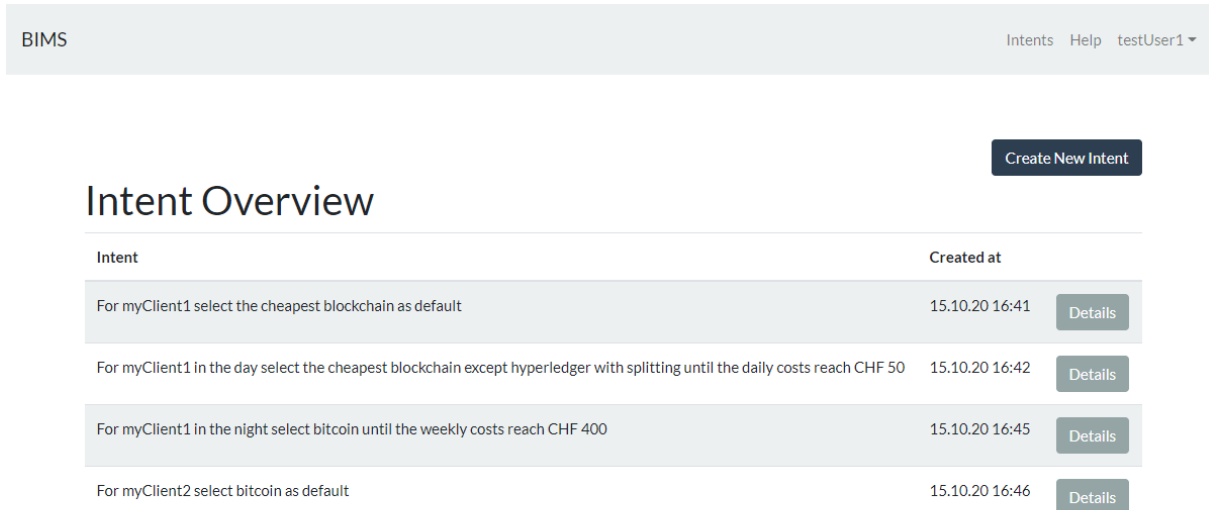 BIMS Intents Help testUser1
Create New Intent
Intent Overview
Intent Created at
For myClient1 select the cheapest blockchain as default 15.10.20 16:41 Details
For myClient1 in the day select the cheapest blockchain except hyperledger with splitting until the daily costs reach CHF 50 15.10.20 16:42 Details
For myClient1 in the night select bitcoin until the weekly costs reach CHF 400 15.10.20 16:45 Details
For myClient2 select bitcoin as default 15.10.20 16:46 Details